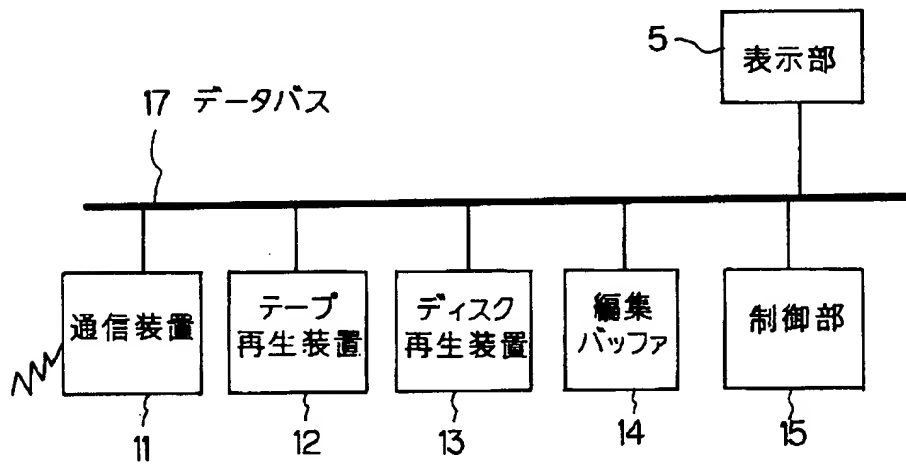 5
表示部
17 データバス
通信装置
テープ
再生装置
ディスク
再生装置
編集
バッファ
制御部
11
12
13
14
15